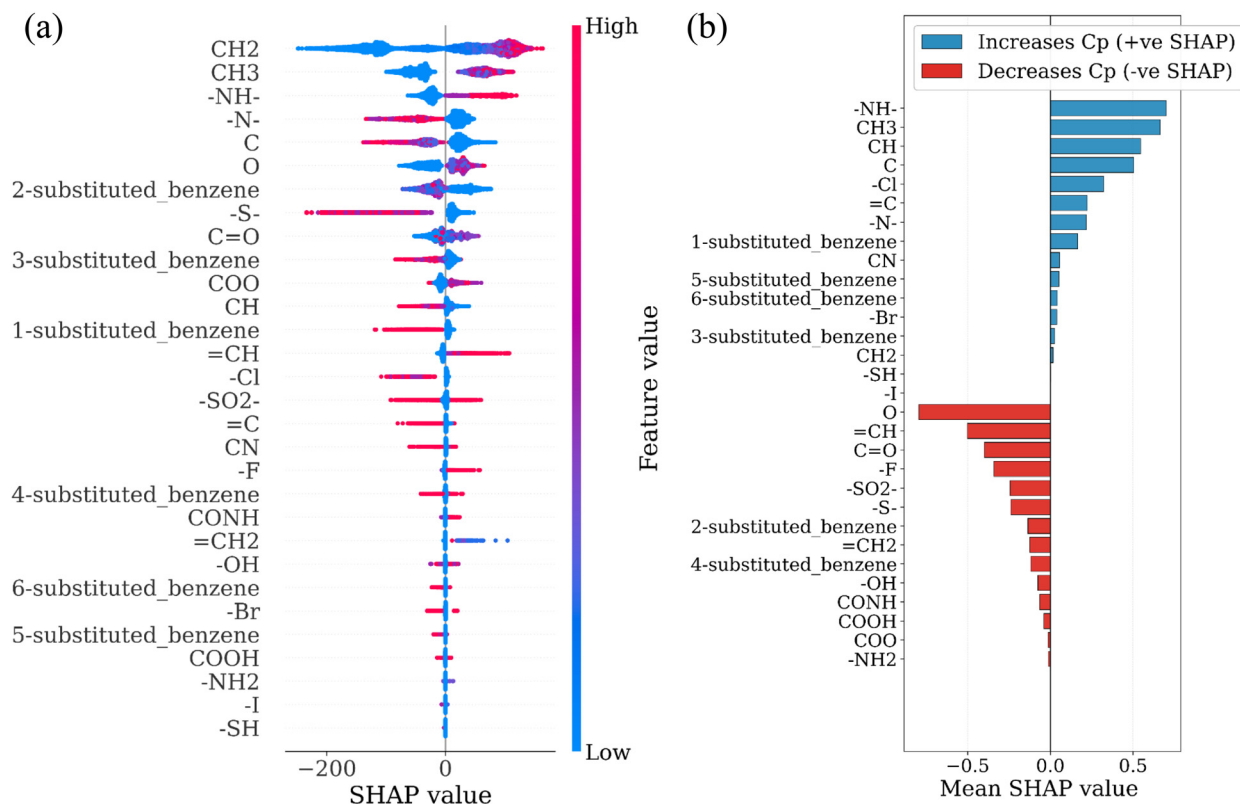 (a)
High
CH2
CH3
-NH-
-N-
C
O
2-substituted_benzene
-S-
C=O
3-substituted_benzene
COO
CH
1-substituted_benzene
=CH
-Cl
-SO2-
=C
CN
-F
4-substituted_benzene
CONH
=CH2
-OH
6-substituted_benzene
-Br
5-substituted_benzene
COOH
-NH2
-I
-SH
Low
Feature value
−200 0
SHAP value
(b)
Increases Cp (+ve SHAP)
Decreases Cp (-ve SHAP)
-NH-
CH3
CH
C
-Cl
=C
-N-
1-substituted_benzene
CN
5-substituted_benzene
6-substituted_benzene
-Br
3-substituted_benzene
CH2
-SH
-I
O
=CH
C=O
-F
-SO2-
-S-
2-substituted_benzene
=CH2
4-substituted_benzene
-OH
CONH
COOH
COO
-NH2
−0.5 0.0 0.5
Mean SHAP value